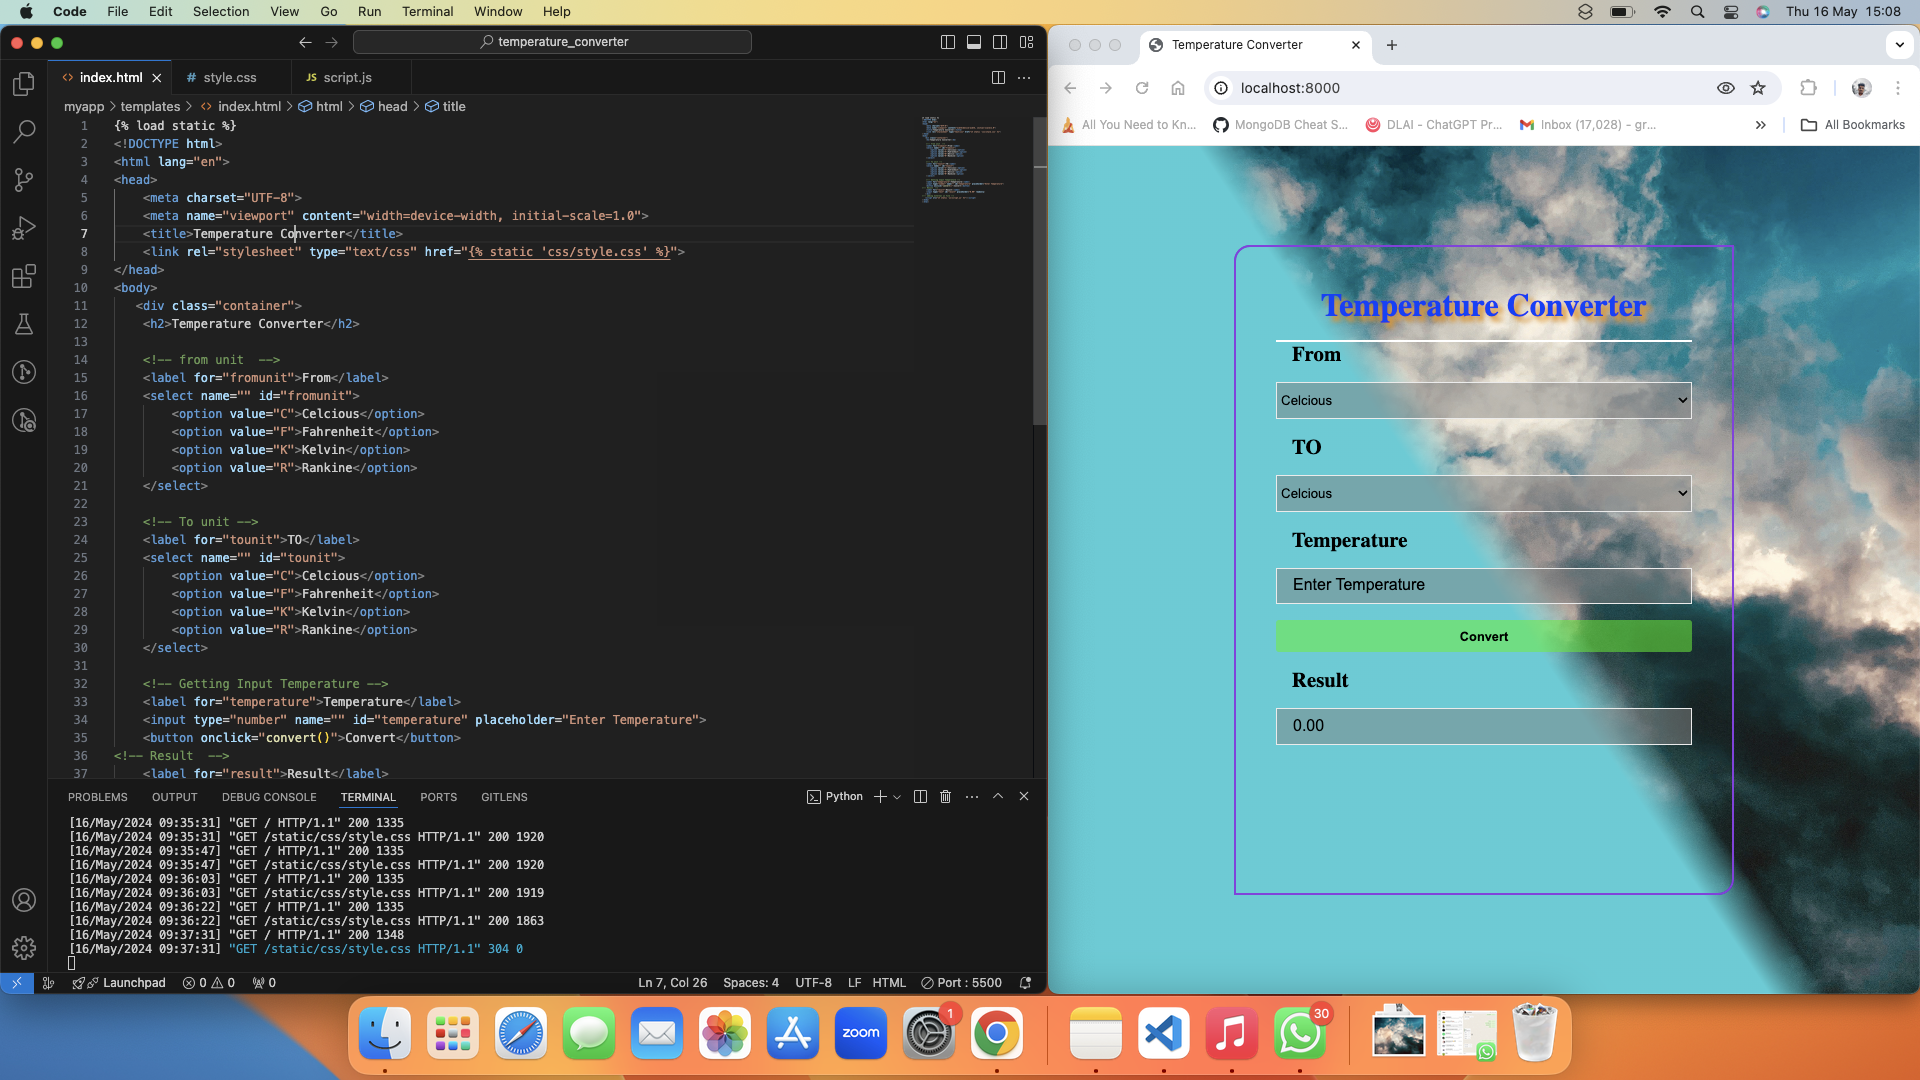 Code File Edit Selection View Go Run Terminal Window Help Thu 16 May 15:08
temperature_converter
index.html style.css JS script.js
myapp > templates > index.html > html > head > title
1 {% load static %}
2 <!DOCTYPE html>
3 <html lang="en">
4 <head>
5 <meta charset="UTF-8">
6 <meta name="viewport" content="width=device-width, initial-scale=1.0">
7 <title>Temperature Converter</title>
8 <link rel="stylesheet" type="text/css" href="{% static 'css/style.css' %}">
9 </head>
10 <body>
11 <div class="container">
12 <h2>Temperature Converter</h2>
13
14 <!-- from unit -->
15 <label for="fromunit">From</label>
16 <select name="" id="fromunit">
17 <option value="C">Celcious</option>
18 <option value="F">Fahrenheit</option>
19 <option value="K">Kelvin</option>
20 <option value="R">Rankine</option>
21 </select>
22
23 <!-- To unit -->
24 <label for="tounit">TO</label>
25 <select name="" id="tounit">
26 <option value="C">Celcious</option>
27 <option value="F">Fahrenheit</option>
28 <option value="K">Kelvin</option>
29 <option value="R">Rankine</option>
30 </select>
31
32 <!-- Getting Input Temperature -->
33 <label for="temperature">Temperature</label>
34 <input type="number" name="" id="temperature" placeholder="Enter Temperature">
35 <button onclick="convert()">Convert</button>
36 <!-- Result -->
37 <label for="result">Result</label>
PROBLEMS OUTPUT DEBUG CONSOLE TERMINAL PORTS GITLENS Python
[16/May/2024 09:35:31] "GET / HTTP/1.1" 200 1335
[16/May/2024 09:35:31] "GET /static/css/style.css HTTP/1.1" 200 1920
[16/May/2024 09:35:47] "GET / HTTP/1.1" 200 1335
[16/May/2024 09:35:47] "GET /static/css/style.css HTTP/1.1" 200 1920
[16/May/2024 09:36:03] "GET / HTTP/1.1" 200 1335
[16/May/2024 09:36:03] "GET /static/css/style.css HTTP/1.1" 200 1919
[16/May/2024 09:36:22] "GET / HTTP/1.1" 200 1335
[16/May/2024 09:36:22] "GET /static/css/style.css HTTP/1.1" 200 1863
[16/May/2024 09:37:31] "GET / HTTP/1.1" 200 1348
[16/May/2024 09:37:31] "GET /static/css/style.css HTTP/1.1" 304 0
Launchpad 0 0 0 Ln 7, Col 26 Spaces: 4 UTF-8 LF HTML Port : 5500
Temperature Converter
localhost:8000
All You Need to Kn... MongoDB Cheat S... DLAI - ChatGPT Pr... Inbox (17,028) - gr... » All Bookmarks
Temperature Converter
From
Celcious
TO
Celcious
Temperature
Enter Temperature
Convert
Result
0.00
zoom 1 30